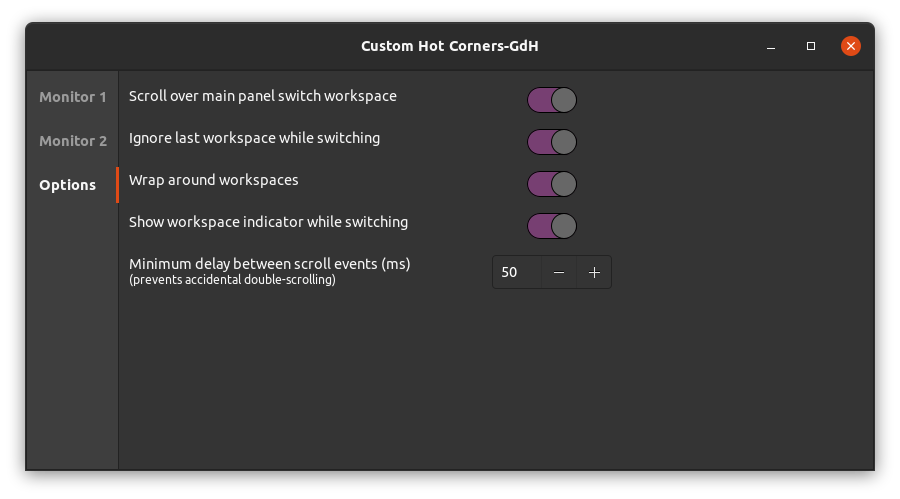 Custom Hot Corners-GdH
Monitor 1
Monitor 2
Options
Scroll over main panel switch workspace
Ignore last workspace while switching
Wrap around workspaces
Show workspace indicator while switching
Minimum delay between scroll events (ms)
(prevents accidental double-scrolling)
50